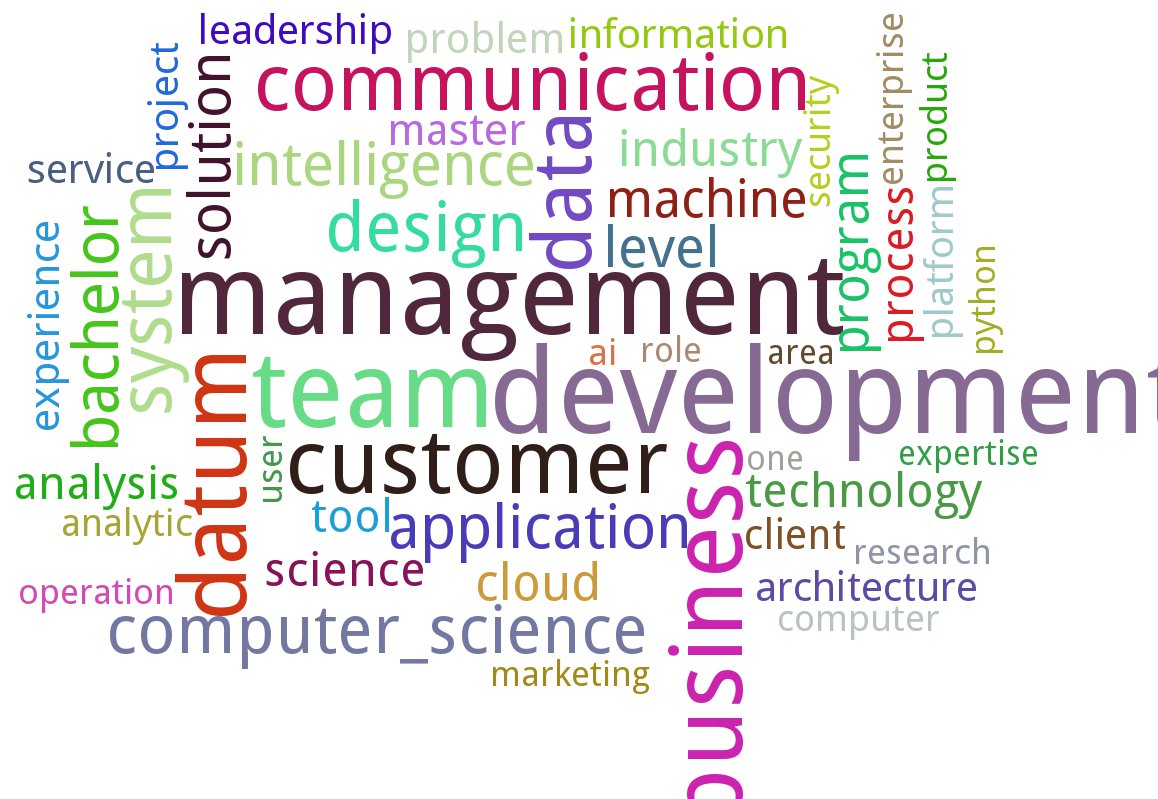 leadership
problem
information
project
solution
communication
security
enterprise
product
master
data
industry
service
intelligence
machine
program
process
platform
experience
bachelor
system
design
level
python
management
ai
role
area
datum
team
development
user
customer
business
one
expertise
analysis
technology
analytic
tool
application
client
research
science
cloud
architecture
operation
computer_science
computer
marketing